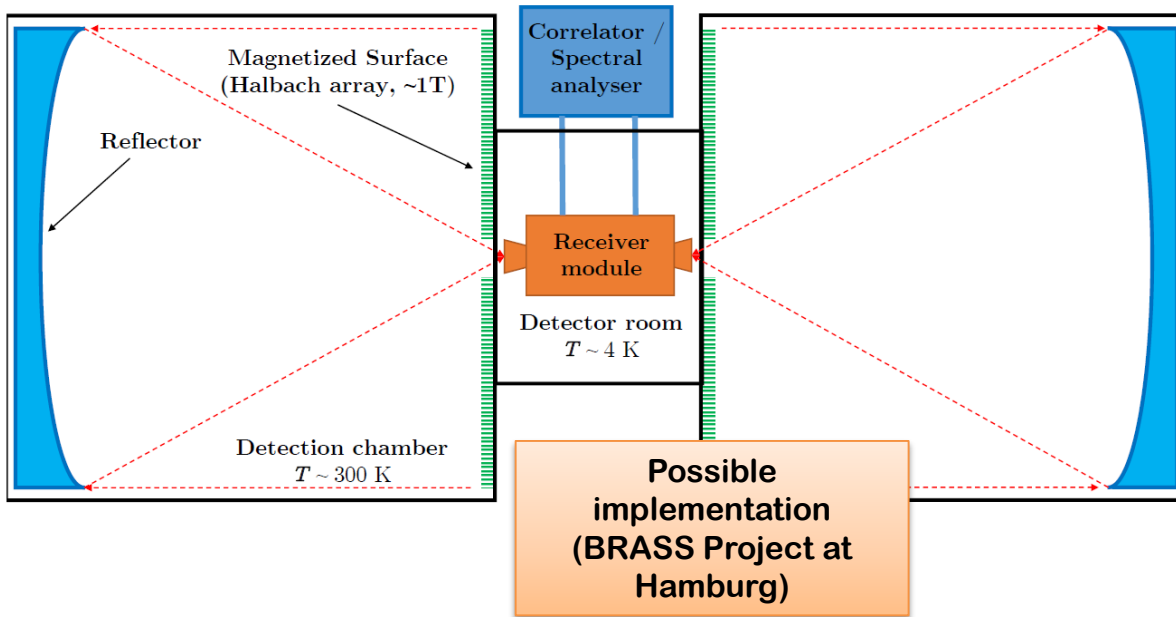 Correlator /
Spectral
analyser
Magnetized Surface
(Halbach array, ~1T)
Reflector
Receiver
module
Detector room
T ~ 4 K
Detection chamber
T ~ 300 K
Possible
implementation
(BRASS Project at
Hamburg)